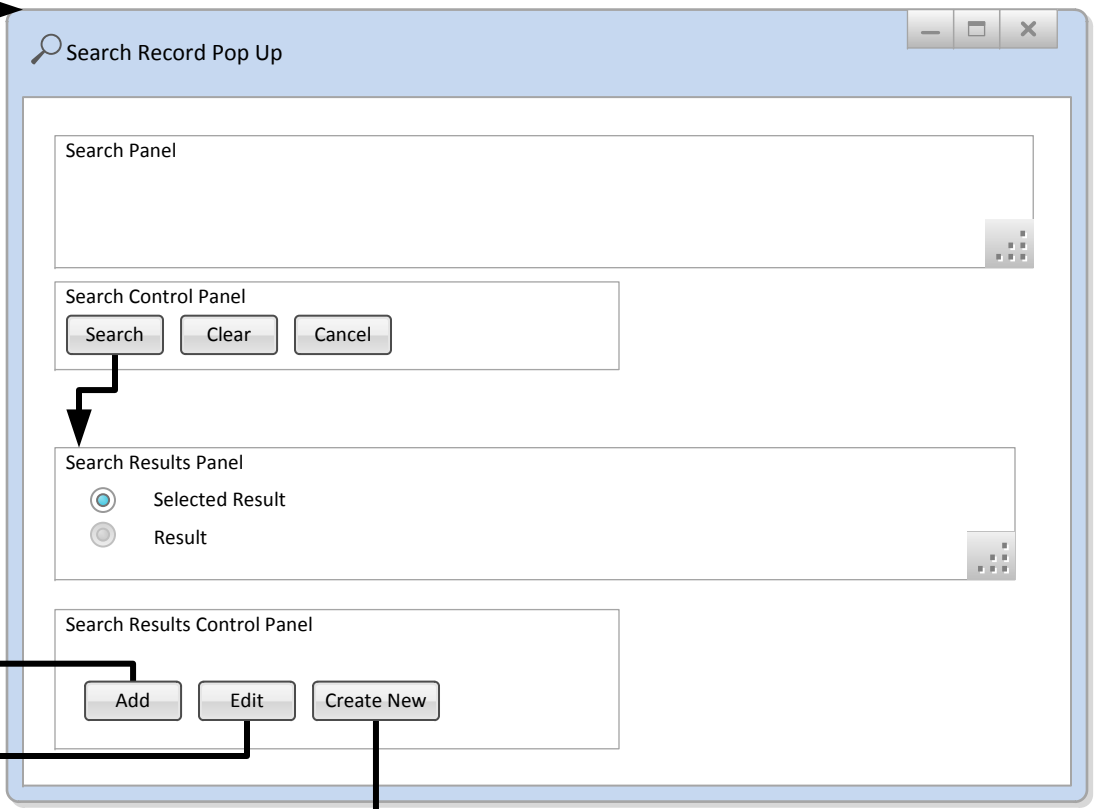 Search Record Pop Up
Search Panel
Search Control Panel
Search Clear Cancel
Search Results Panel
Selected Result
Result
Search Results Control Panel
Add Edit Create New